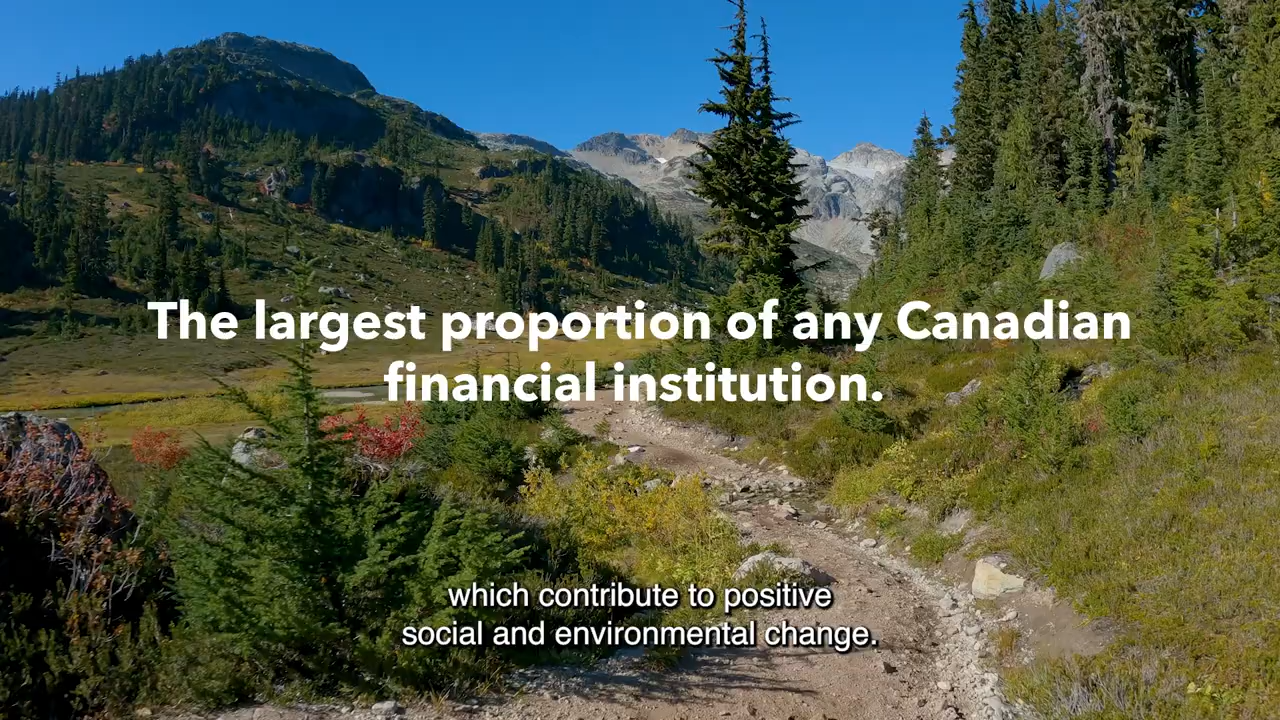 The largest proportion of any Canadian
financial institution.
which contribute to positive
social and environmental change.